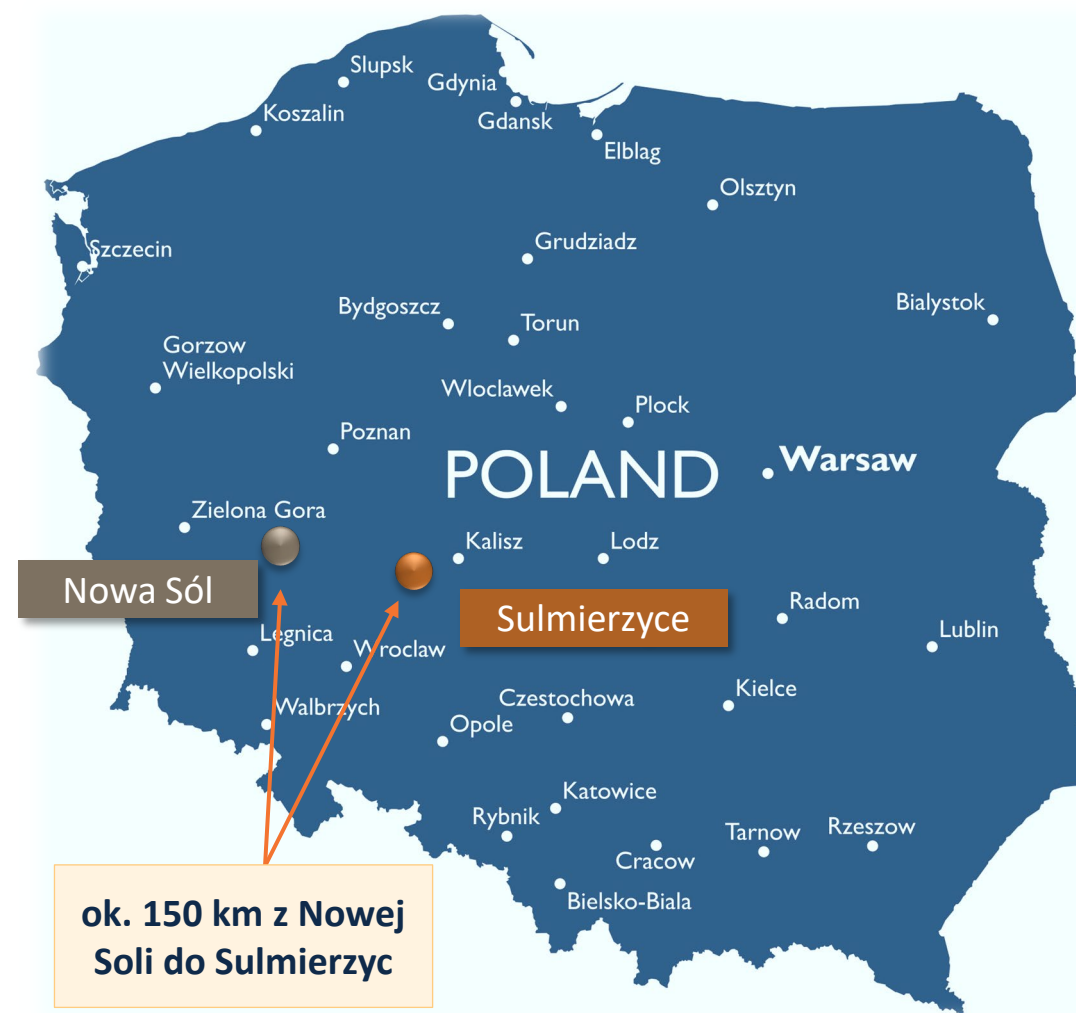 Slupsk
Gdynia
Koszalin
Gdansk
Elblag
Olsztyn
Szczecin
Grudziadz
Bydgoszcz
Bialystok
Torun
Gorzow
Wielkopolski
Wloclawek
Plock
Poznan
POLAND
Warsaw
Zielona Gora
Kalisz
Lodz
Nowa Sól
Sulmierzyce
Radom
Legnica
Wroclaw
Lublin
Czestochowa
Kielce
Walbrzych
Opole
Katowice
Rybnik
Tarnow
Rzeszow
Cracow
Bielsko-Biala
ok. 150 km z Nowej
Soli do Sulmierzyc